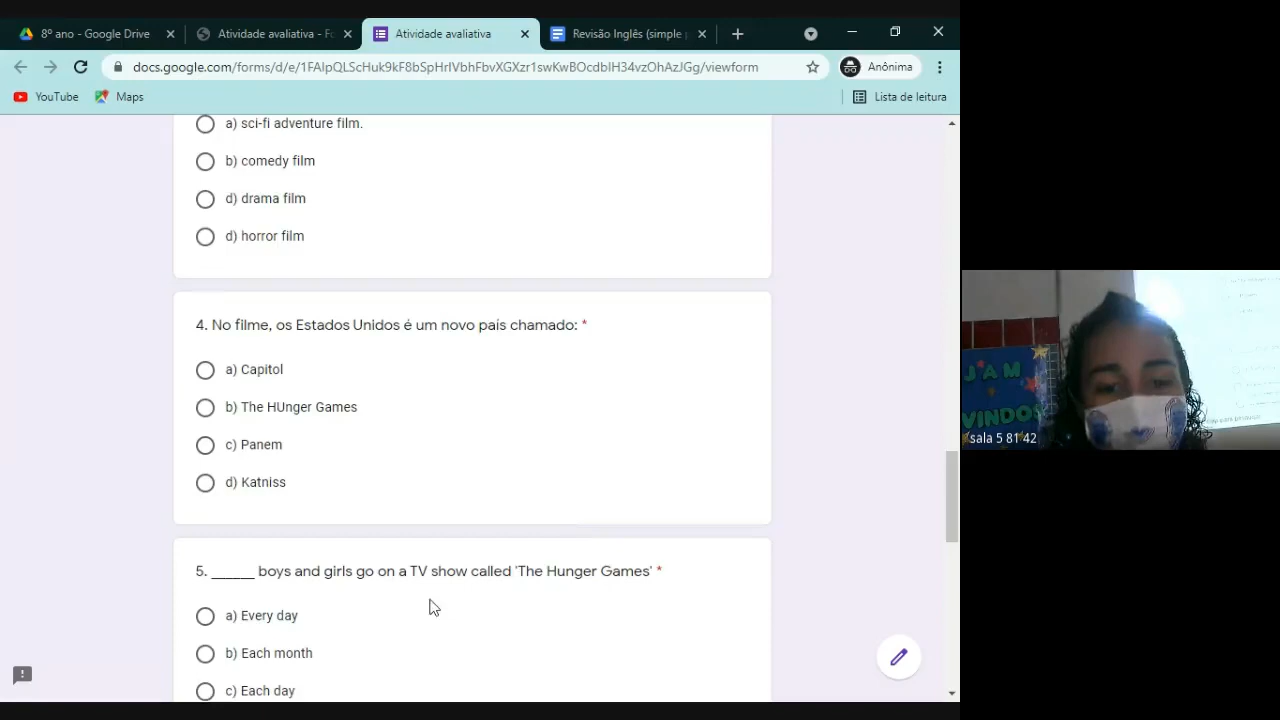 8º ano - Google Drive
Atividade avaliativa - Fo
Atividade avaliativa
Revisão Inglês (simple p
docs.google.com/forms/d/e/1FAIpQLScHuk9kF8bSpHrIVbhFbvXGXzr1swKwBOcdbIH34vzOhAzJGg/viewform
Anônima
YouTube
Maps
Lista de leitura
a) sci-fi adventure film.
b) comedy film
d) drama film
d) horror film
4. No filme, os Estados Unidos é um novo país chamado: *
a) Capitol
b) The HUnger Games
c) Panem
d) Katniss
5. ______ boys and girls go on a TV show called 'The Hunger Games' *
a) Every day
b) Each month
c) Each day
J'AM
VINDOS
sala 5 81 42